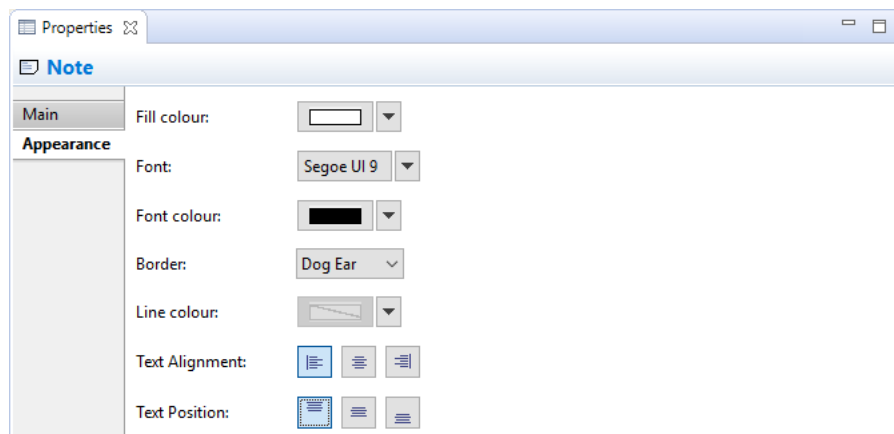 Properties
Note
Main
Appearance
Fill colour:
Font:
Segoe UI 9
Font colour:
Border:
Dog Ear
Line colour:
Text Alignment:
Text Position: